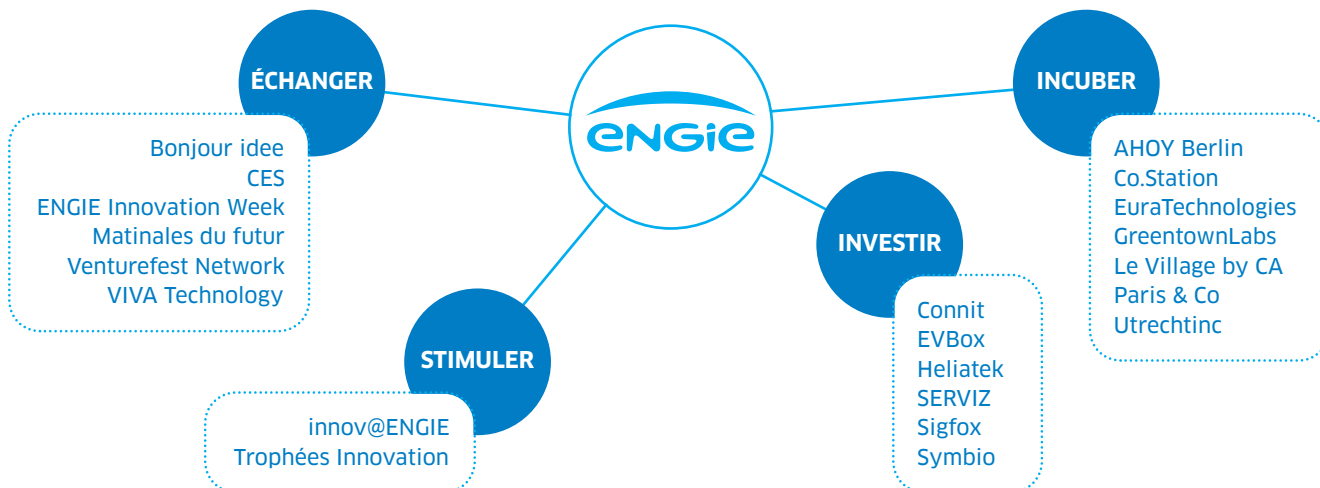 ÉCHANGER
Bonjour idee
CES
ENGIE Innovation Week
Matinales du futur
Venturefest Network
VIVA Technology
STIMULER
innov@ENGIE
Trophées Innovation
eNGie
INVESTIR
Connit
EVBox
Heliatek
SERVIZ
Sigfox
Symbio
INCUBER
AHOY Berlin
Co.Station
EuraTechnologies
GreentownLabs
Le Village by CA
Paris & Co
Utrechtinc